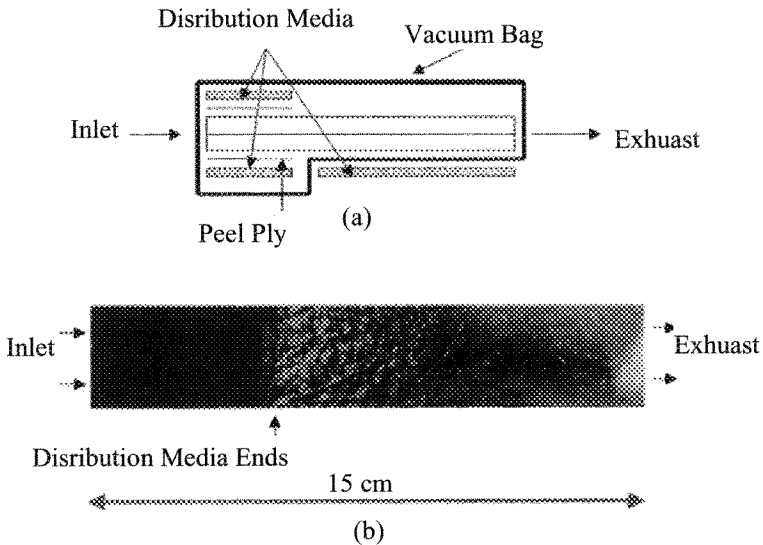 Disribution Media
Vacuum Bag
Inlet
Exhuast
Peel Ply
(a)
Inlet
Exhuast
Disribution Media Ends
15 cm
(b)